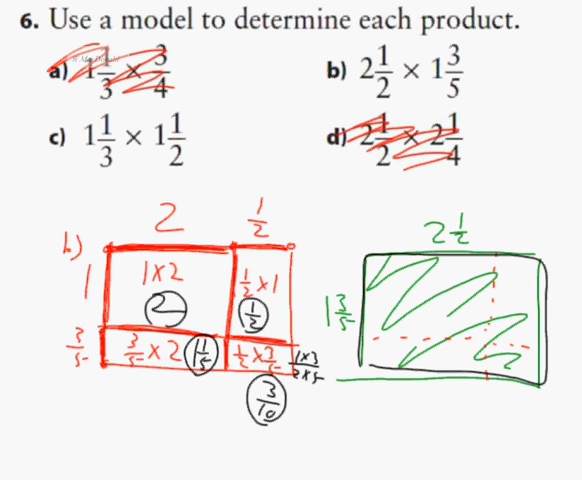 6. Use a model to determine each product.
a) 1 1/3 × 3/4
b) 2 1/2 × 1 3/5
c) 1 1/3 × 1 1/2
d) 2 1/2 × 2 1/4
b)
2 1/2
1 1×2 1/2 ×1
2 1/2
3/5 3/5 ×2 1/2 × 3/5 1×3/2×5
3/10
2 1/2
1 3/5